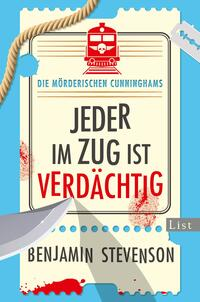 DIE MÖRDERISCHEN CUNNINGHAMS
JEDER
IM ZUG IST
VERDÄCHTIG
List
BENJAMIN STEVENSON